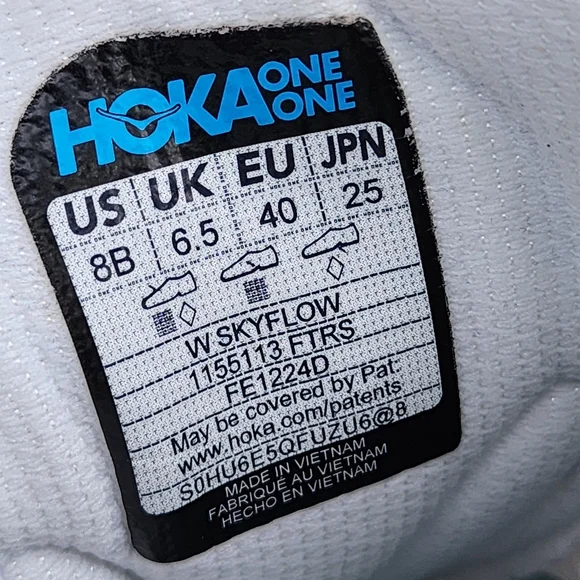 HOKA ONE ONE
US UK EU JPN
8B 6.5 40 25
W SKYFLOW
1155113 FTRS
FE1224D
May be covered by Pat:
www.hoka.com/patents
S0HU6E5QFUZU6@8
MADE IN VIETNAM
FABRIQUÉ AU VIETNAM
HECHO EN VIETNAM